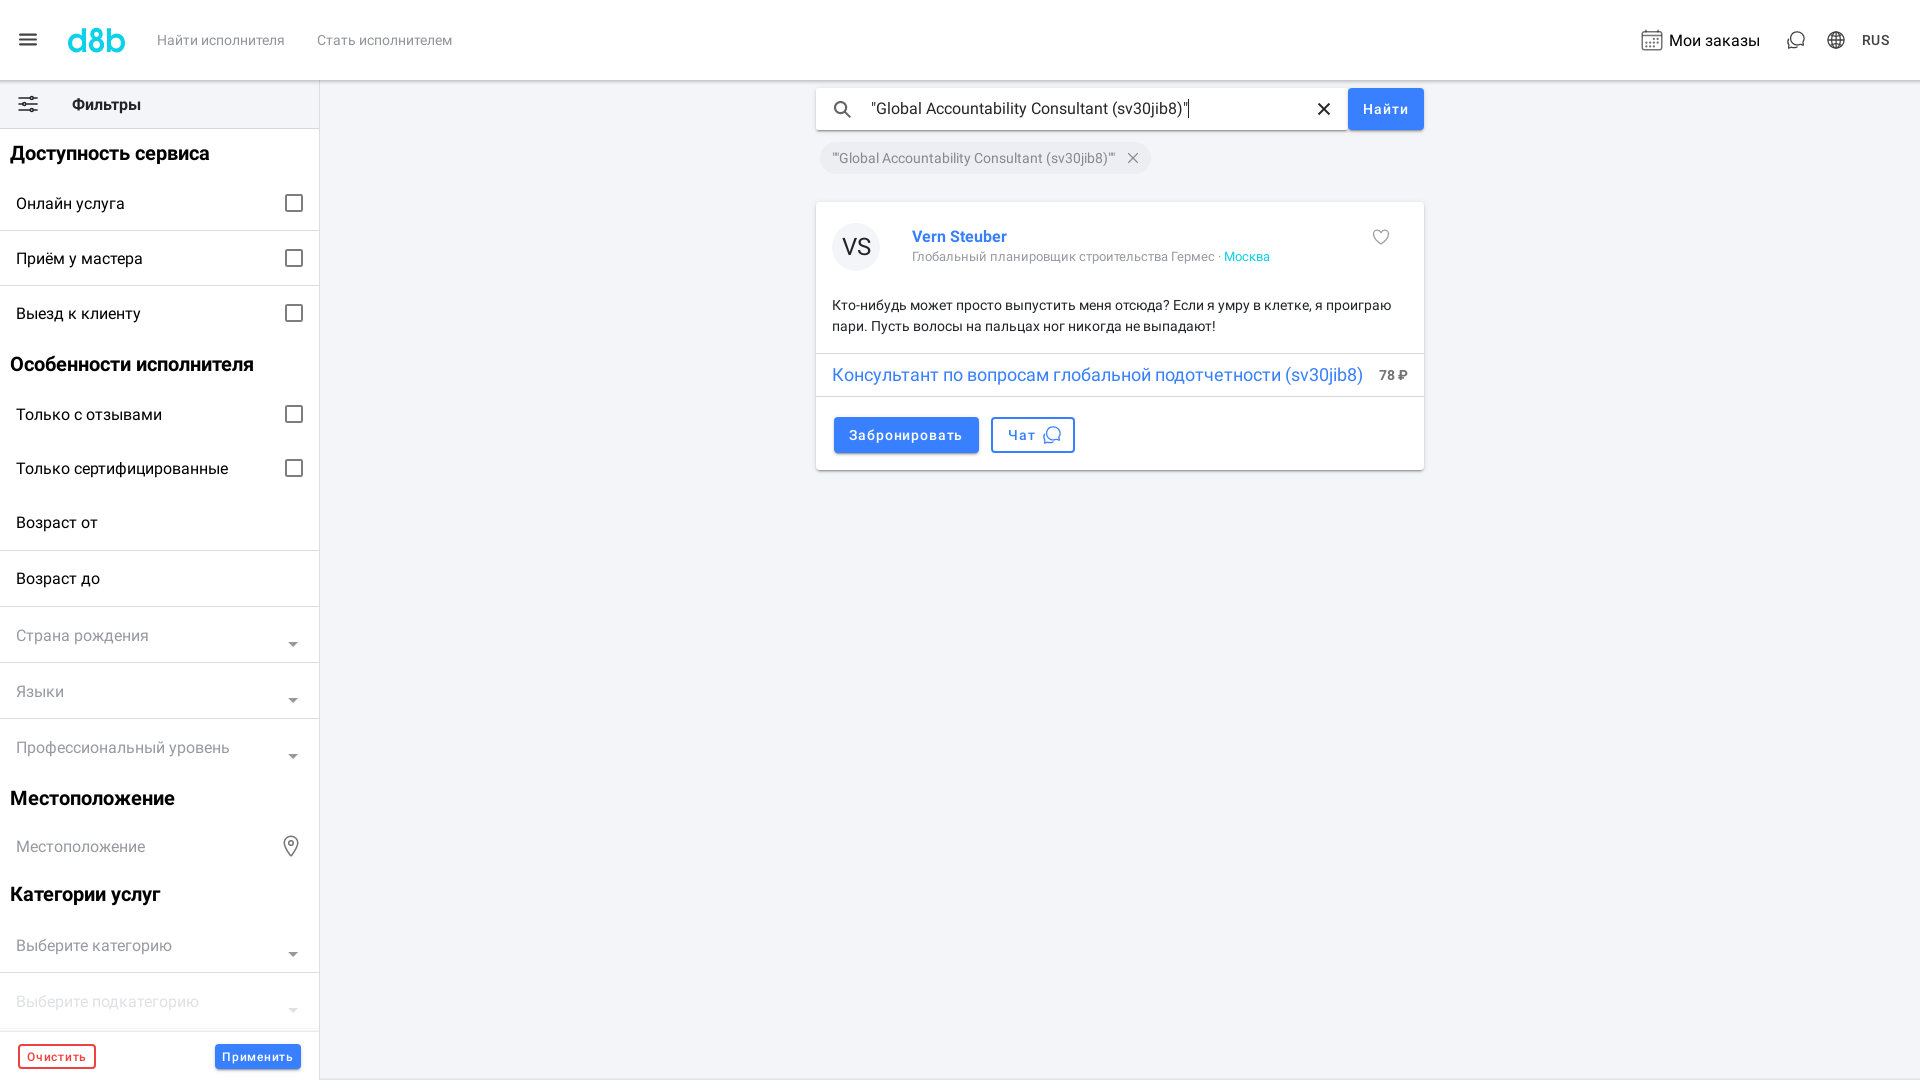 d8b
Найти исполнителя
Стать исполнителем
Мои заказы
RUS
Фильтры
Доступность сервиса
Онлайн услуга
Приём у мастера
Выезд к клиенту
Особенности исполнителя
Только с отзывами
Только сертифицированные
Возраст от
Возраст до
Страна рождения
Языки
Профессиональный уровень
Местоположение
Местоположение
Категории услуг
Выберите категорию
Выберите подкатегорию
Очистить
Применить
"Global Accountability Consultant (sv30jib8)"
Найти
""Global Accountability Consultant (sv30jib8)""
VS
Vern Steuber
Глобальный планировщик строительства Гермес · Москва
Кто-нибудь может просто выпустить меня отсюда? Если я умру в клетке, я проиграю
пари. Пусть волосы на пальцах ног никогда не выпадают!
Консультант по вопросам глобальной подотчетности (sv30jib8) 78 ₽
Забронировать
Чат